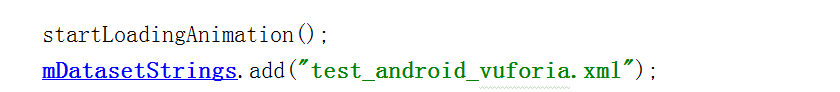 startLoadingAnimation();
mDatasetStrings.add("test_android_vuforia.xml");